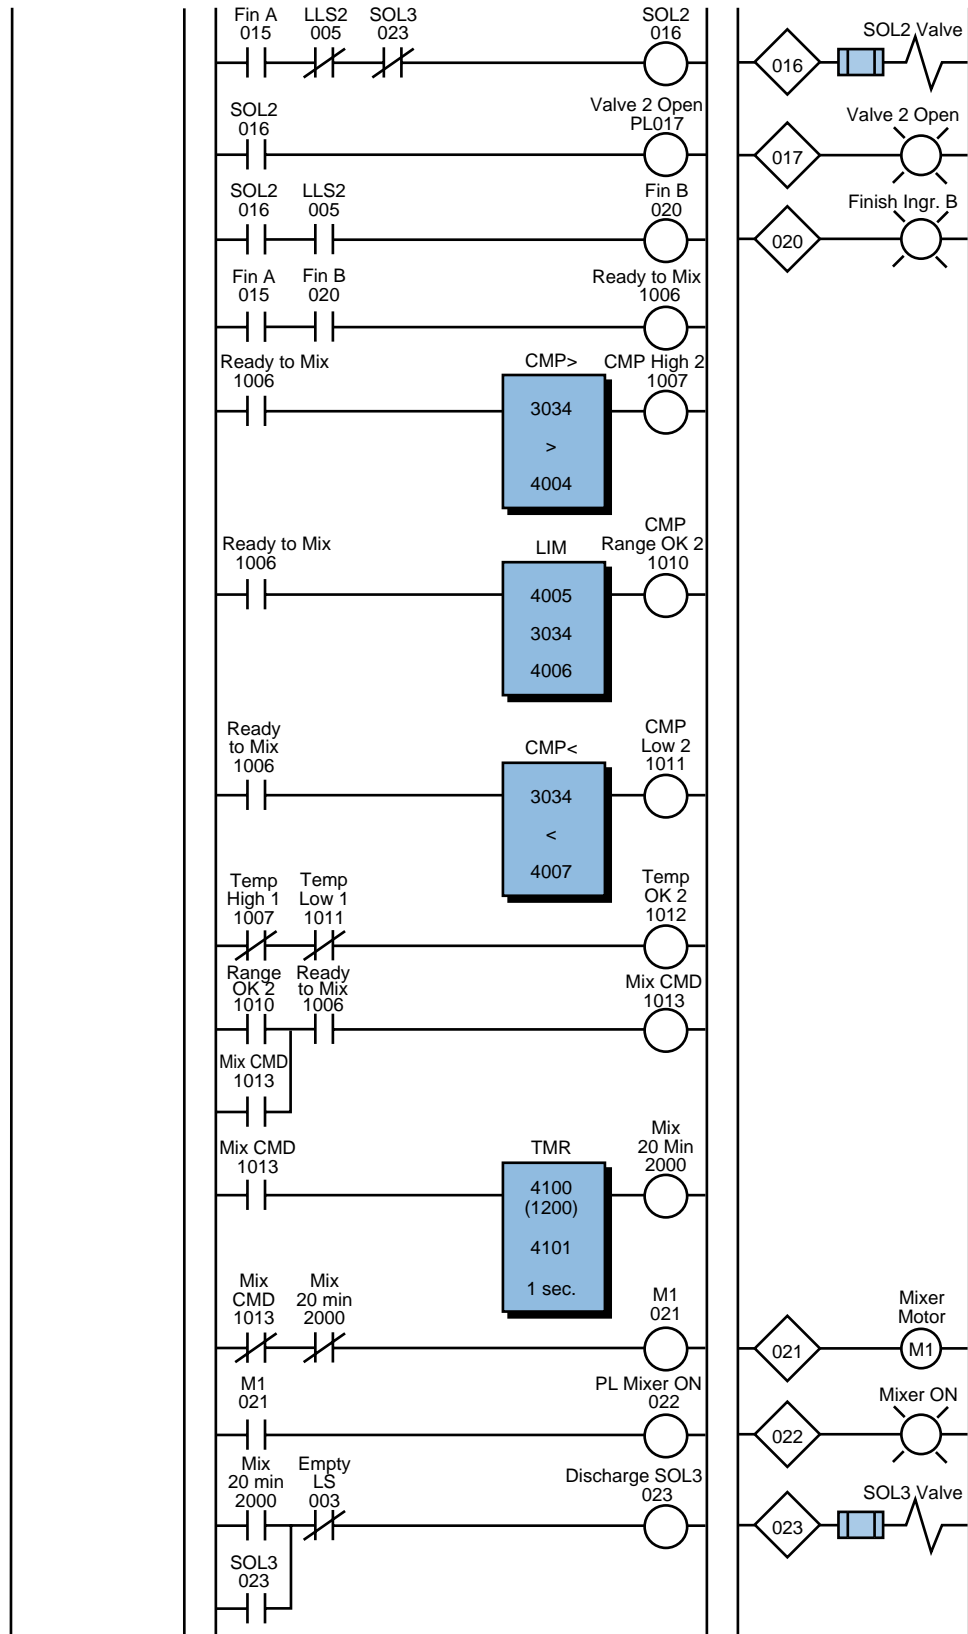 Fin A LLS2 SOL3 SOL2
015 005 023 016
SOL2 Valve
016
SOL2 Valve 2 Open
016 PL017
Valve 2 Open
017
SOL2 LLS2 Fin B
016 005 020
Finish Ingr. B
020
Fin A Fin B Ready to Mix
015 020 1006
Ready to Mix CMP> CMP High 2
1006 1007
3034
>
4004
Ready to Mix LIM CMP
1006 Range OK 2
1010
4005
3034
4006
Ready CMP< CMP
to Mix Low 2
1006 1011
3034
<
4007
Temp Temp Temp
High 1 Low 1 OK 2
1007 1011 1012
Range Ready Mix CMD
OK 2 to Mix 1013
1010 1006
Mix CMD
1013
Mix CMD TMR Mix
1013 20 Min
2000
4100
(1200)
4101
1 sec.
Mix Mix M1
CMD 20 min 021
1013 2000
Mixer
Motor
021 M1
M1 PL Mixer ON
021 022
Mixer ON
022
Mix Empty Discharge SOL3
20 min LS 023
2000 003
SOL3 Valve
023
SOL3
023